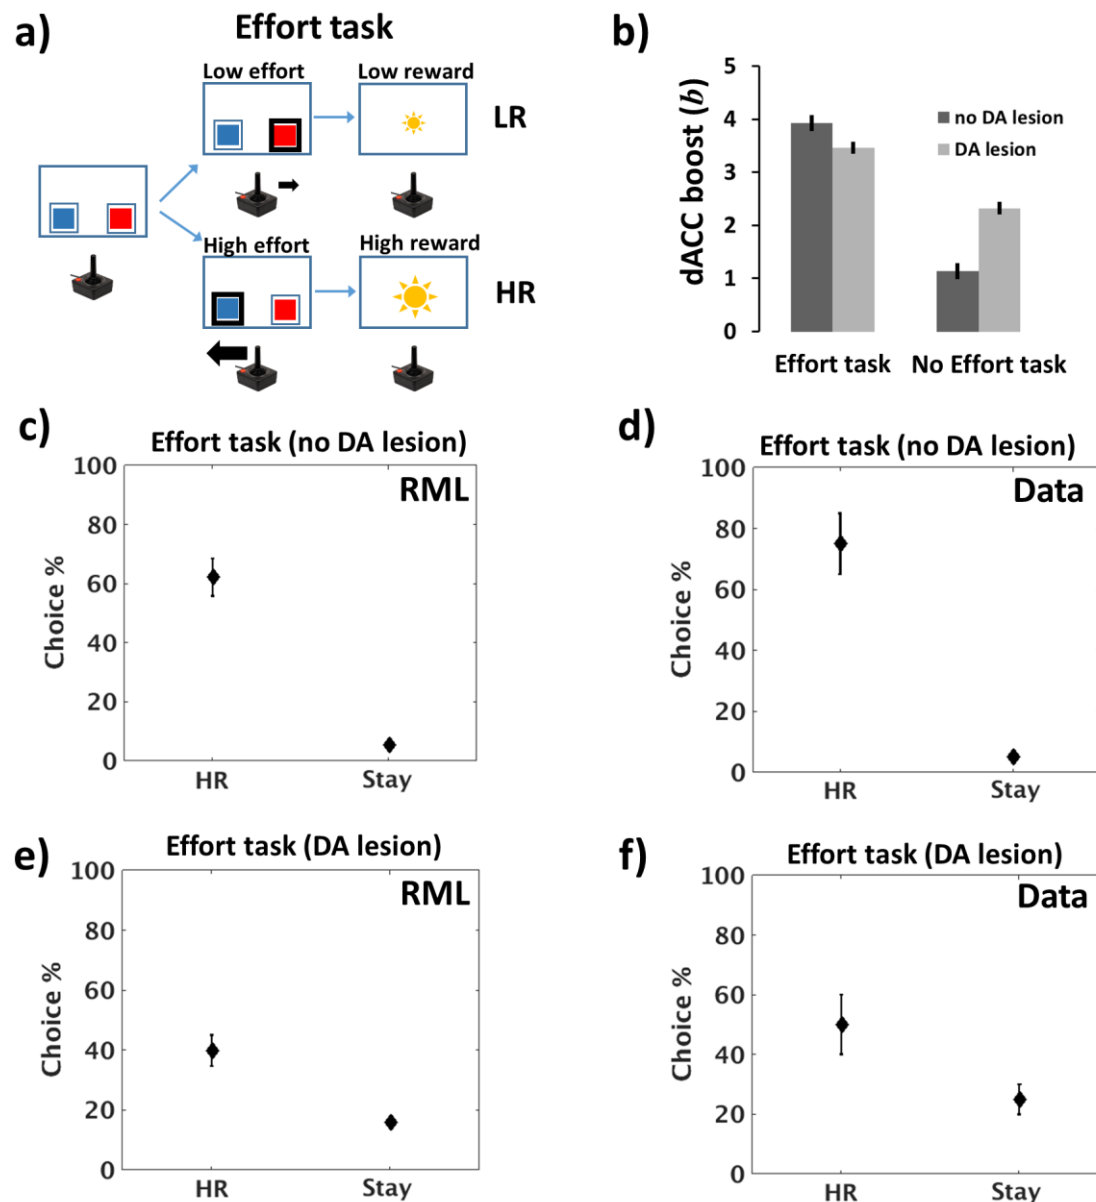 a)
Effort task
Low effort
Low reward
LR
High effort
High reward
HR
b)
dACC boost (b)
5
4
3
2
1
0
no DA lesion
DA lesion
Effort task
No Effort task
c)
Effort task (no DA lesion)
RML
Choice %
100
80
60
40
20
0
HR
Stay
d)
Effort task (no DA lesion)
Data
Choice %
100
80
60
40
20
0
HR
Stay
e)
Effort task (DA lesion)
RML
Choice %
100
80
60
40
20
0
HR
Stay
f)
Effort task (DA lesion)
Data
Choice %
100
80
60
40
20
0
HR
Stay